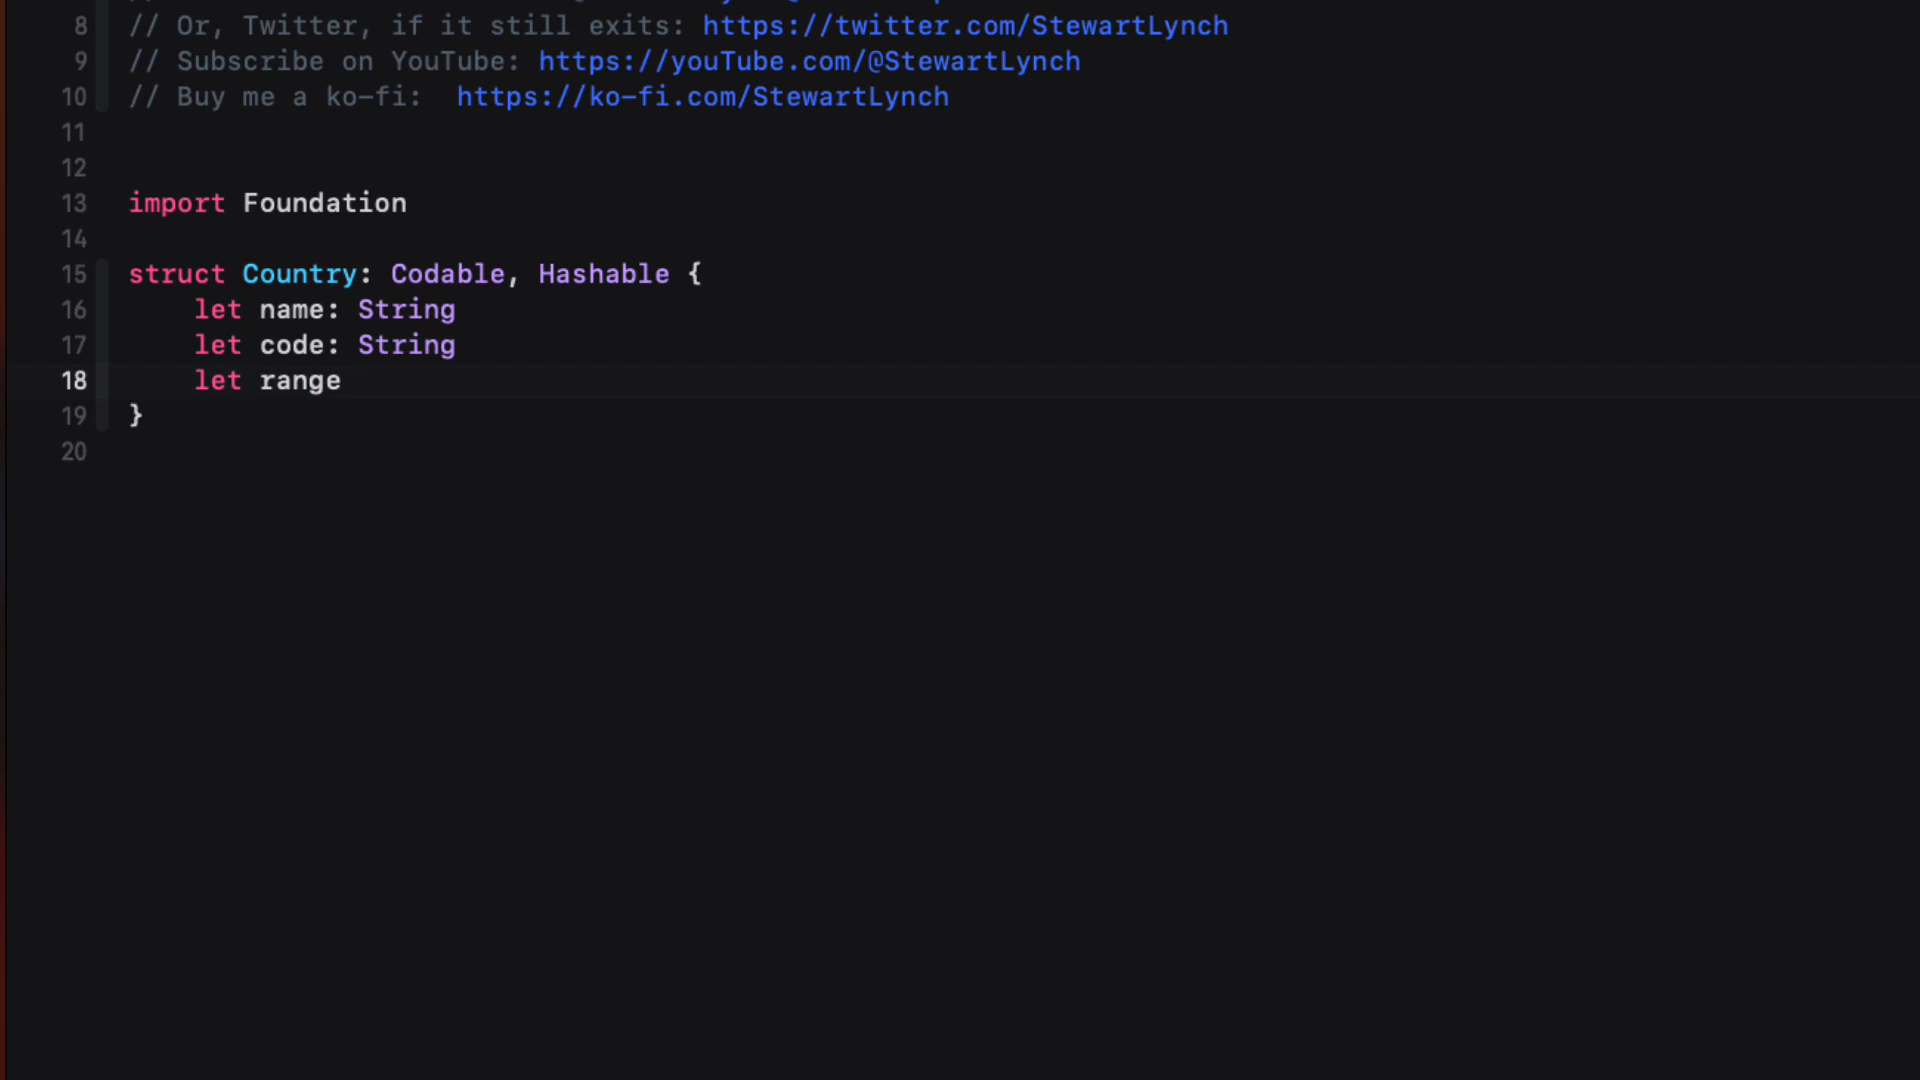 8 // Or, Twitter, if it still exits: https://twitter.com/StewartLynch
9 // Subscribe on YouTube: https://youTube.com/@StewartLynch
10 // Buy me a ko-fi:  https://ko-fi.com/StewartLynch
11
12
13 import Foundation
14
15 struct Country: Codable, Hashable {
16     let name: String
17     let code: String
18     let range
19 }
20